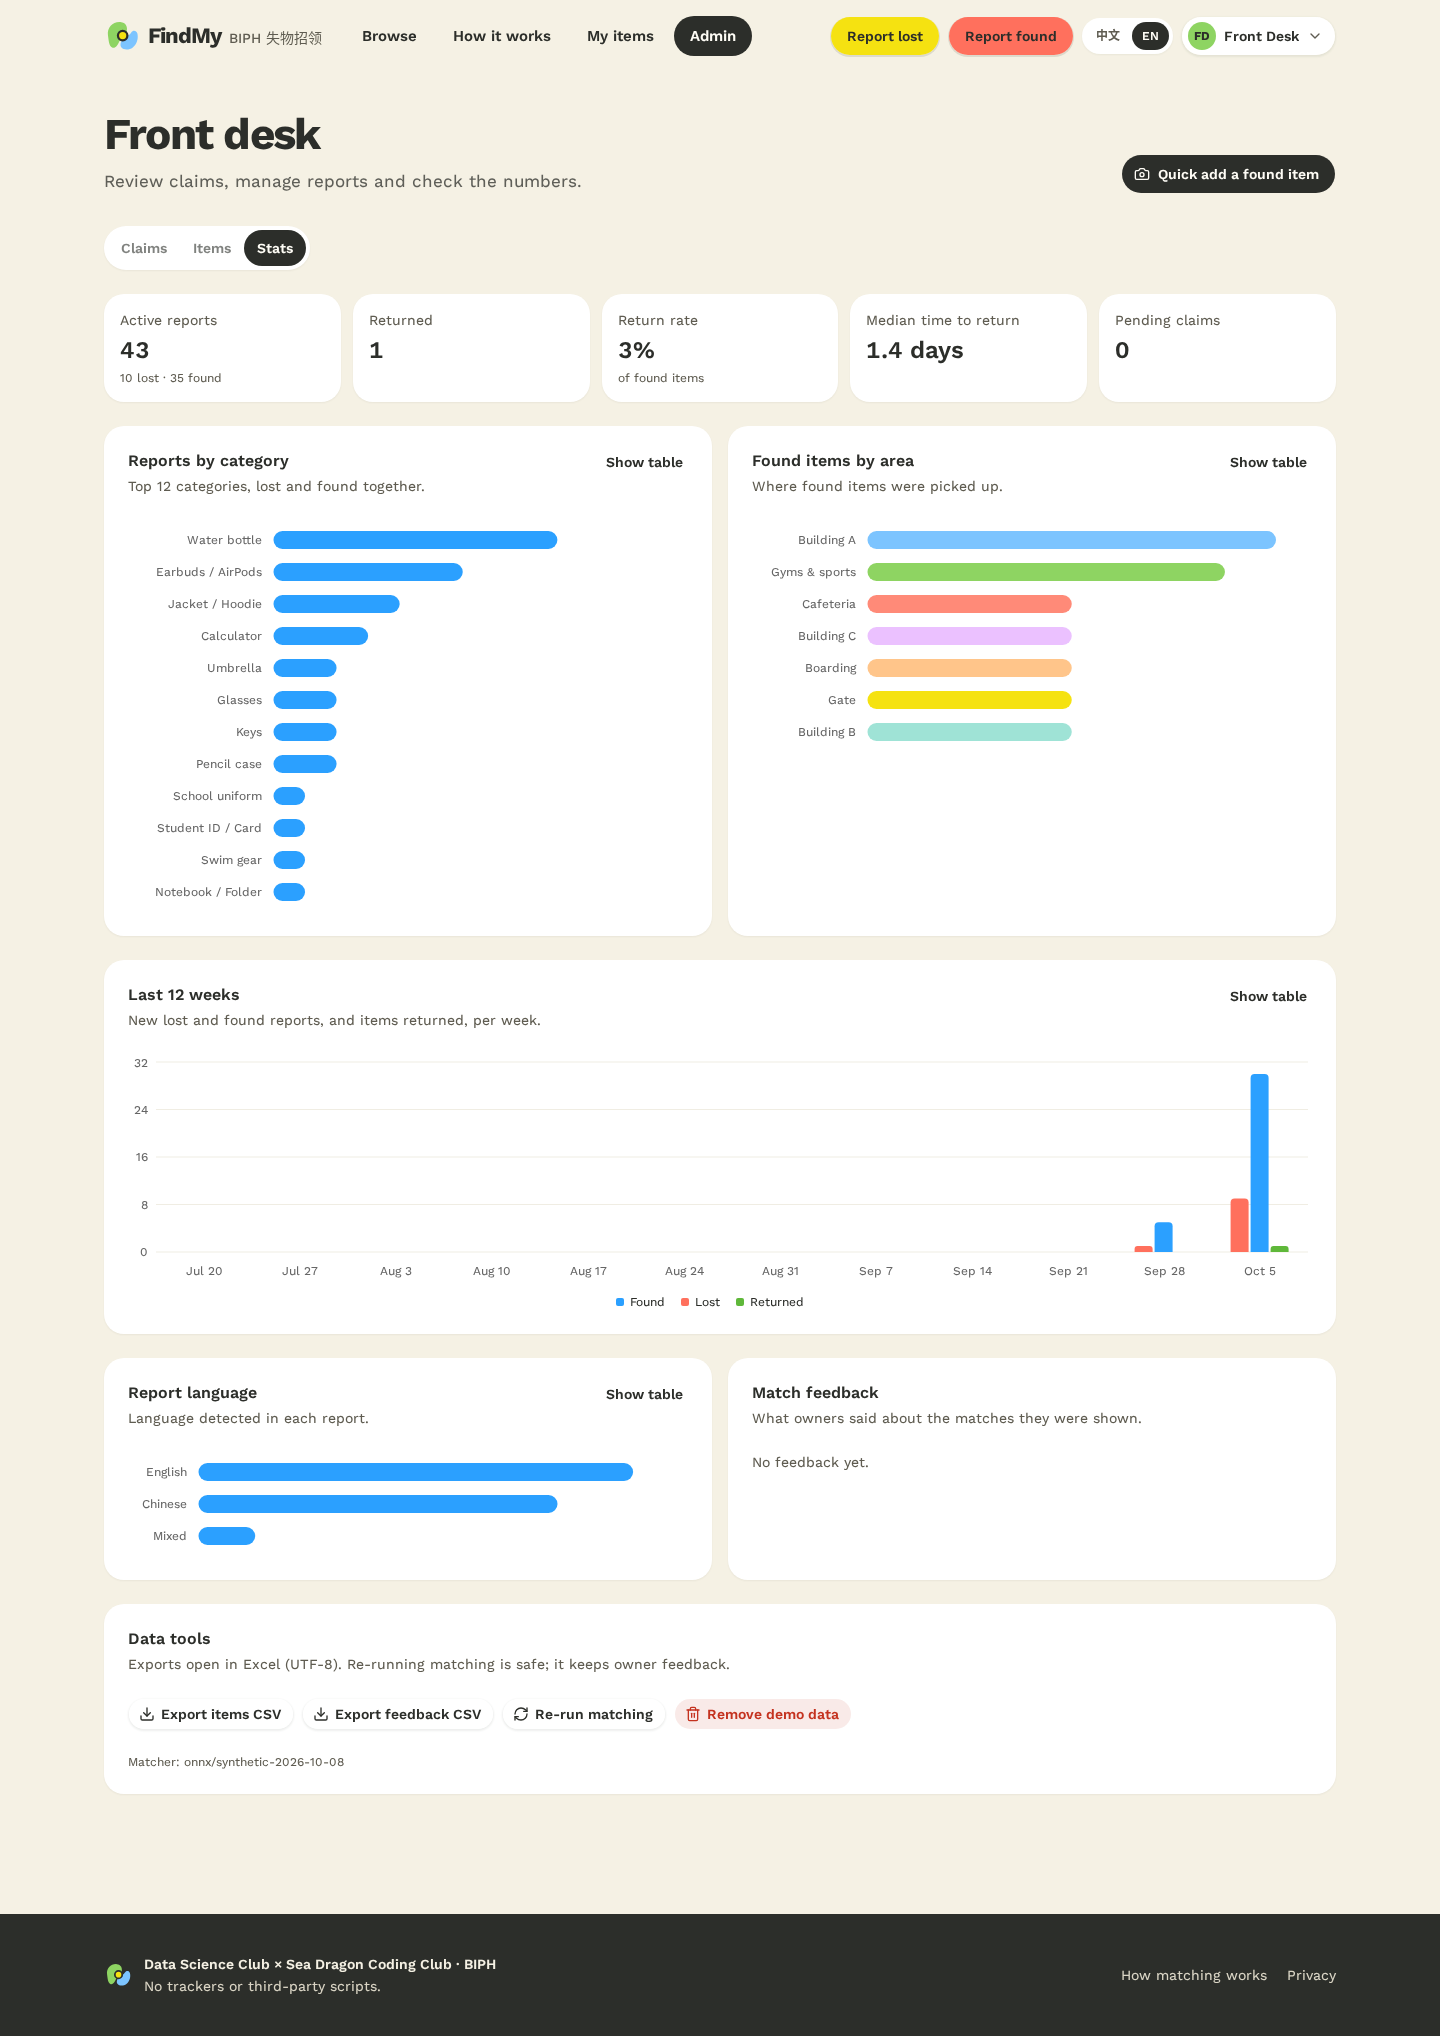 FindMy BIPH 失物招领
Browse
How it works
My items
Admin
Report lost
Report found
中文
EN
FD
Front Desk
Front desk
Review claims, manage reports and check the numbers.
Quick add a found item
Claims
Items
Stats
Active reports
43
10 lost · 35 found
Returned
1
Return rate
3%
of found items
Median time to return
1.4 days
Pending claims
0
Reports by category
Show table
Top 12 categories, lost and found together.
Water bottle
Earbuds / AirPods
Jacket / Hoodie
Calculator
Umbrella
Glasses
Keys
Pencil case
School uniform
Student ID / Card
Swim gear
Notebook / Folder
Found items by area
Show table
Where found items were picked up.
Building A
Gyms & sports
Cafeteria
Building C
Boarding
Gate
Building B
Last 12 weeks
Show table
New lost and found reports, and items returned, per week.
32
24
16
8
0
Jul 20
Jul 27
Aug 3
Aug 10
Aug 17
Aug 24
Aug 31
Sep 7
Sep 14
Sep 21
Sep 28
Oct 5
Found
Lost
Returned
Report language
Show table
Language detected in each report.
English
Chinese
Mixed
Match feedback
What owners said about the matches they were shown.
No feedback yet.
Data tools
Exports open in Excel (UTF-8). Re-running matching is safe; it keeps owner feedback.
Export items CSV
Export feedback CSV
Re-run matching
Remove demo data
Matcher: onnx/synthetic-2026-10-08
Data Science Club × Sea Dragon Coding Club · BIPH
No trackers or third-party scripts.
How matching works
Privacy